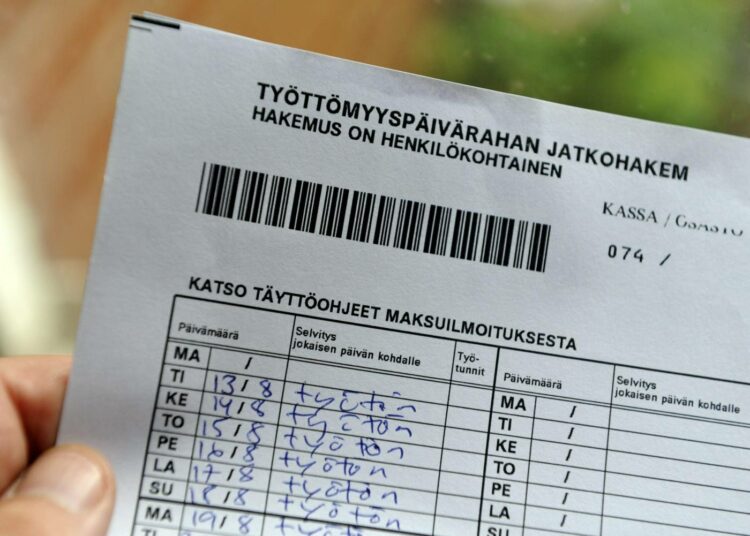 TYÖTTÖMYYSPÄIVÄRAHAN JATKOHAKEM
HAKEMUS ON HENKILÖKOHTAINEN
KASSA / OSASTO
074 /
KATSO TÄYTTÖOHJEET MAKSUILMOITUKSESTA
Päivämäärä Selvitys jokaisen päivän kohdalle Työ-tunnit Päivämäärä Selvitys jokaisen päivän kohdalle
MA / MA /
TI 13/8 työtön TI /
KE 14/8 työtön KE /
TO 15/8 työtön TO /
PE 16/8 työtön PE /
LA 17/8 työtön LA /
SU 18/8 työtön SU
MA 19/8 työtön
TI